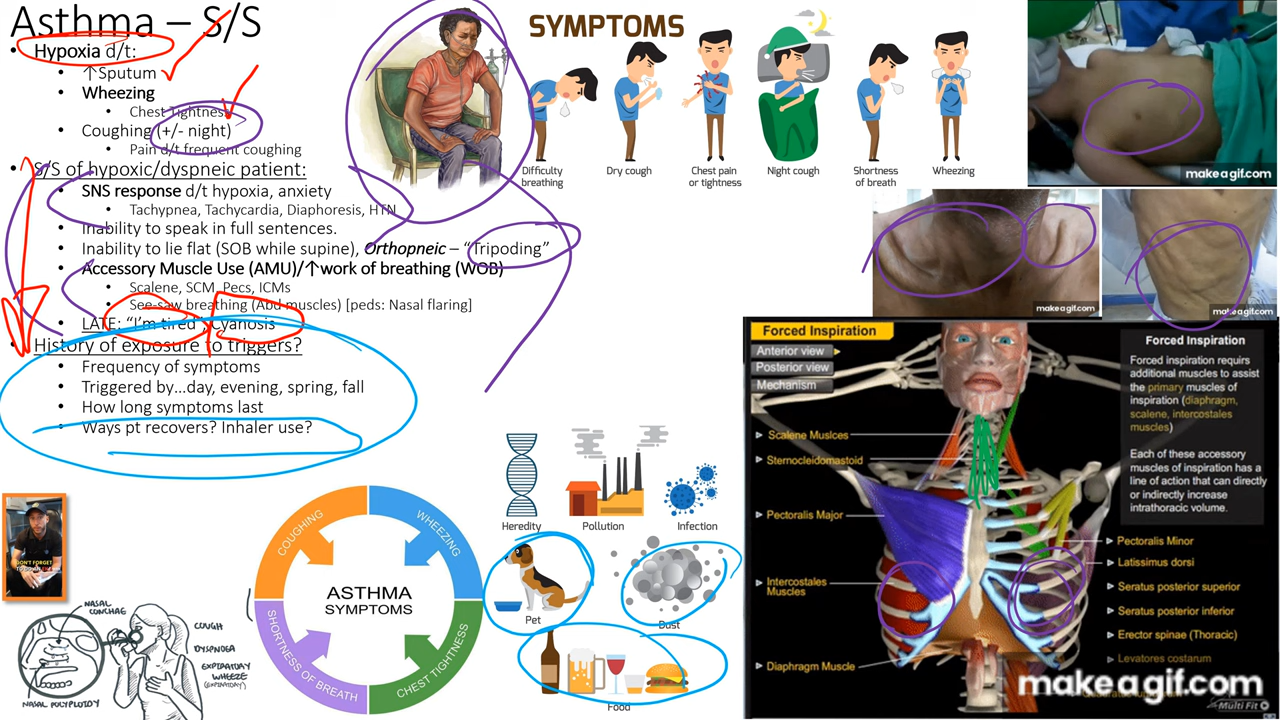 Asthma – S/S
• Hypoxia d/t:
• ↑Sputum
• Wheezing
• Chest Tightness
• Coughing (+/- night)
• Pain d/t frequent coughing
• S/S of hypoxic/dyspneic patient:
• SNS response d/t hypoxia, anxiety
• Tachypnea, Tachycardia, Diaphoresis, HTN
• Inability to speak in full sentences.
• Inability to lie flat (SOB while supine), Orthopneic – “Tripoding”
• Accessory Muscle Use (AMU)/↑work of breathing (WOB)
• Scalene, SCM, Pecs, ICMs
• See-saw breathing (Abd muscles) [peds: Nasal flaring]
• LATE: “I’m tired”, Cyanosis
• History of exposure to triggers?
• Frequency of symptoms
• Triggered by...day, evening, spring, fall
• How long symptoms last
• Ways pt recovers? Inhaler use?
SYMPTOMS
Difficulty breathing
Dry cough
Chest pain or tightness
Night cough
Shortness of breath
Wheezing
makeagif.com
makeagif.com
makeagif.com
Forced Inspiration
Anterior view
Posterior view
Mechanism
Scalene Muslces
Sternocleidomastoid
Pectoralis Major
Intercostales
Muscles
Diaphragm Muscle
Forced Inspiration
Forced inspiration requirs
additional muscles to assist
the primary muscles of
inspiration (diaphragm,
scalene, intercostales
muscles)
Each of these accessory
muscles of inspiration has a
line of action that can directly
or indirectly increase
intrathoracic volume.
Pectoralis Minor
Latissimus dorsi
Seratus posterior superior
Seratus posterior inferior
Erector spinae (Thoracic)
Levatores costarum
makeagif.com
Multi Fit
DON'T FORGET
NASAL
CONCHAE
NASAL POLYPLOIDY
COUGH
DYSPNOEA
EXPIRATORY
WHEEZE
(EXPIRATORY)
COUGHING
WHEEZING
SHORTNESS OF BREATH
CHEST TIGHTNESS
ASTHMA
SYMPTOMS
Heredity
Pollution
Infection
Pet
Dust
Food